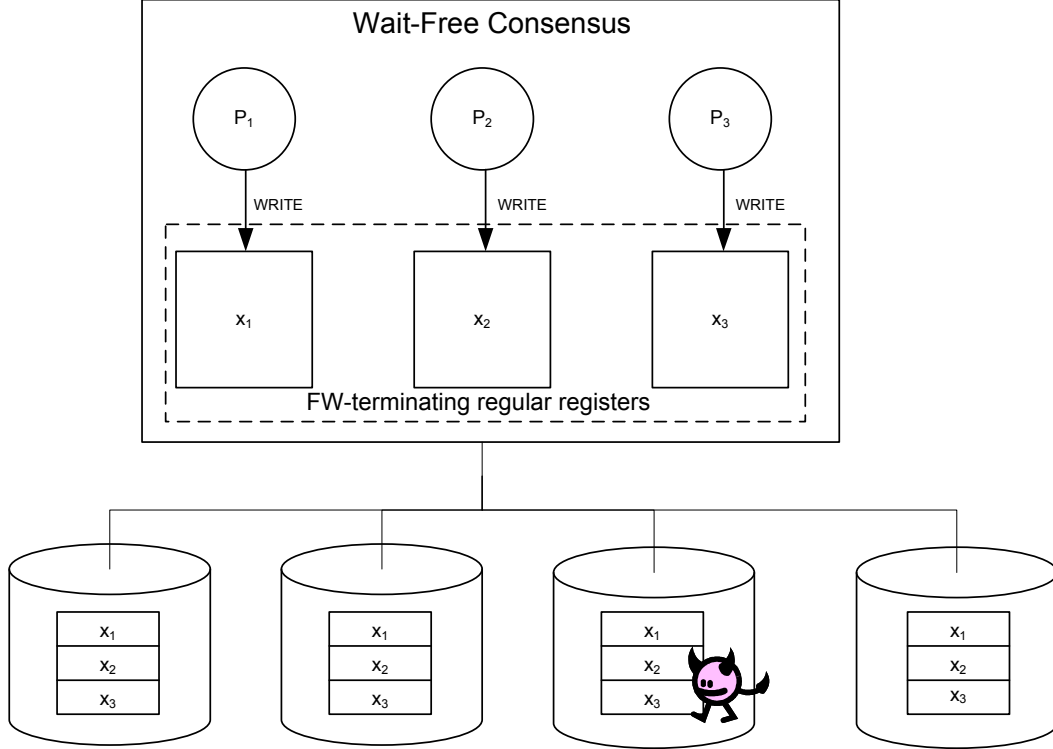 Wait-Free Consensus
P₁ P₂ P₃
WRITE WRITE WRITE
x₁ x₂ x₃
FW-terminating regular registers
x₁ x₁ x₁ x₁
x₂ x₂ x₂ x₂
x₃ x₃ x₃ x₃